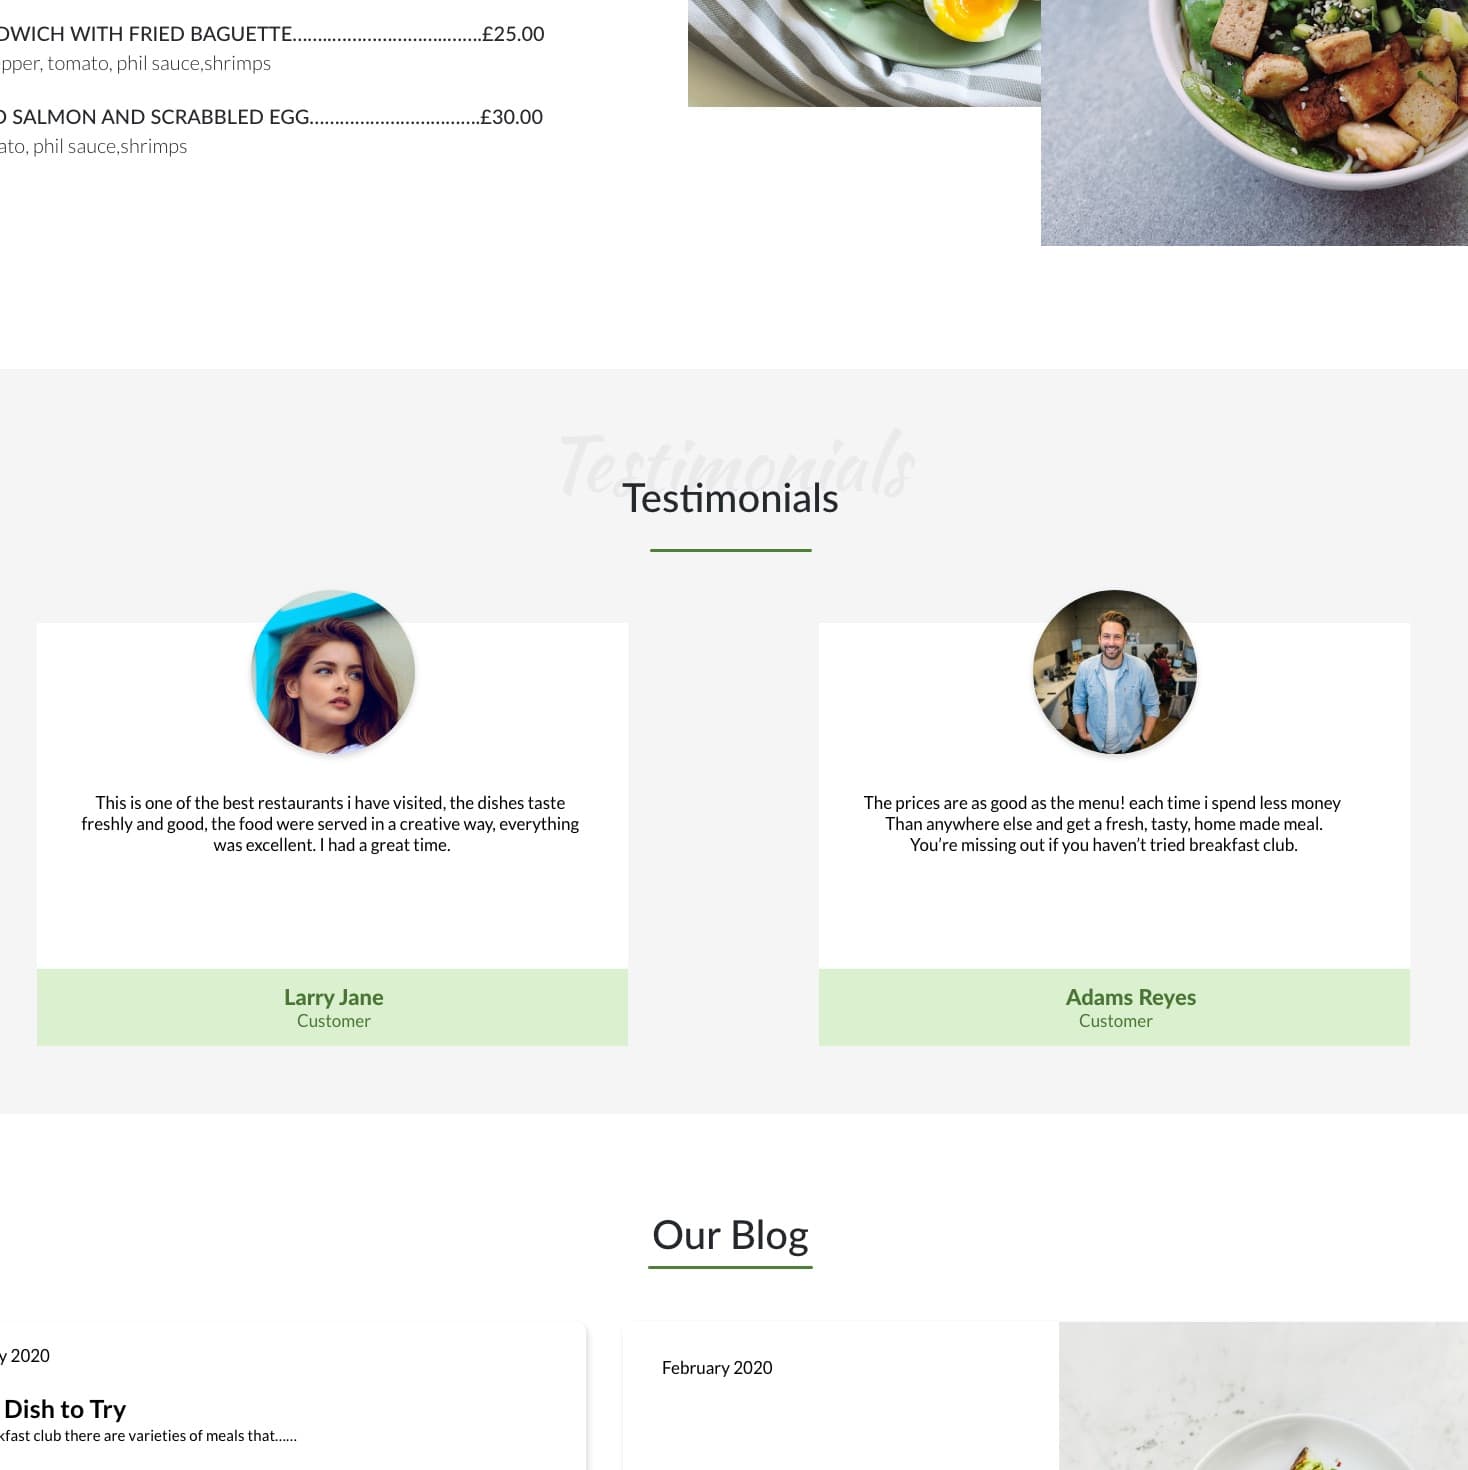 DWICH WITH FRIED BAGUETTE....................................£25.00
pper, tomato, phil sauce,shrimps
D SALMON AND SCRABBLED EGG.................................£30.00
ato, phil sauce,shrimps
Testimonials
Testimonials
This is one of the best restaurants i have visited, the dishes taste
freshly and good, the food were served in a creative way, everything
was excellent. I had a great time.
Larry Jane
Customer
The prices are as good as the menu! each time i spend less money
Than anywhere else and get a fresh, tasty, home made meal.
You’re missing out if you haven’t tried breakfast club.
Adams Reyes
Customer
Our Blog
y 2020
Dish to Try
kfast club there are varieties of meals that......
February 2020